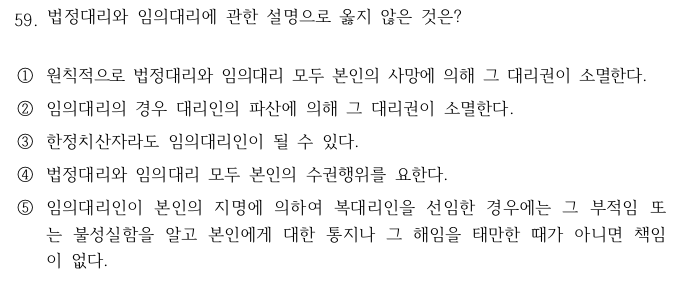 59. 법정대리와 임의대리에 관한 설명으로 옳지 않은 것은?
① 원칙적으로 법정대리와 임의대리 모두 본인의 사망에 의해 그 대리권이 소멸한다.
② 임의대리의 경우 대리인의 파산에 의해 그 대리권이 소멸한다.
③ 한정치산자라도 임의대리인이 될 수 있다.
④ 법정대리와 임의대리 모두 본인의 수권행위를 요한다.
⑤ 임의대리인이 본인의 지명에 의하여 복대리인을 선임한 경우에는 그 부적임 또
는 불성실함을 알고 본인에게 대한 통지나 그 해임을 태만한 때가 아니면 책임
이 없다.